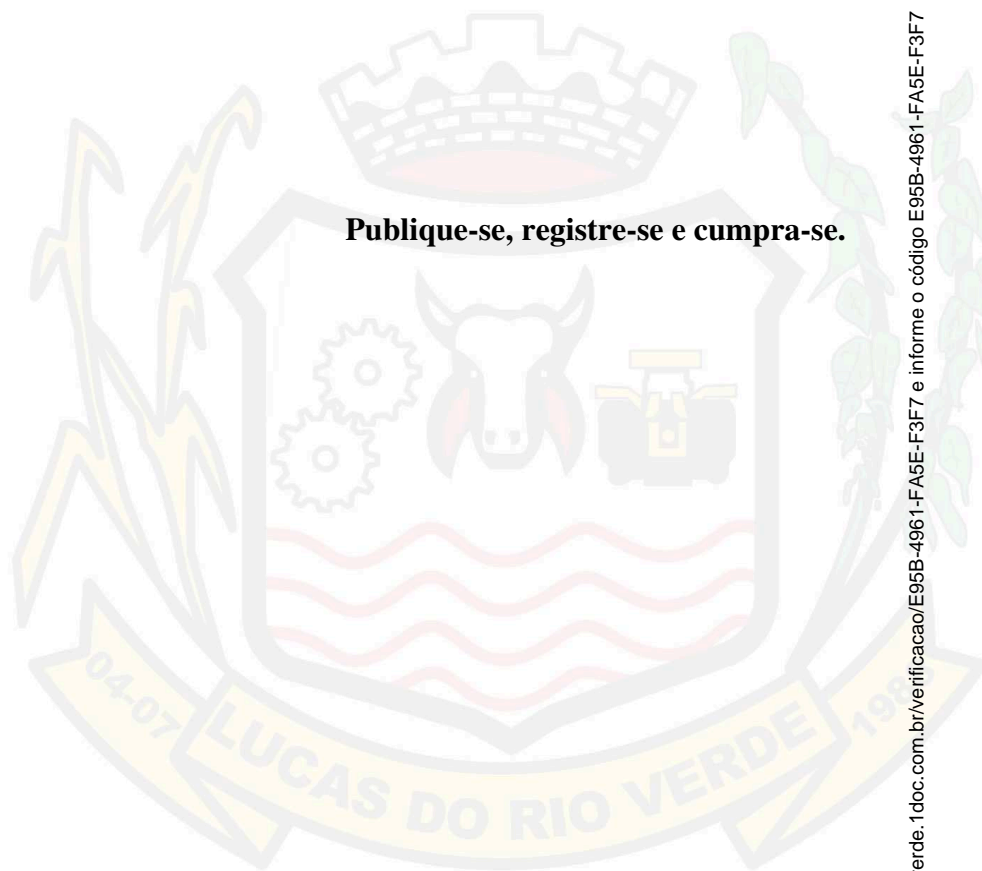 Publique-se, registre-se e cumpra-se.
04-07
LUCAS DO RIO VERDE
1988
erde.1doc.com.br/verificacao/E95B-4961-FA5E-F3F7 e informe o código E95B-4961-FA5E-F3F7